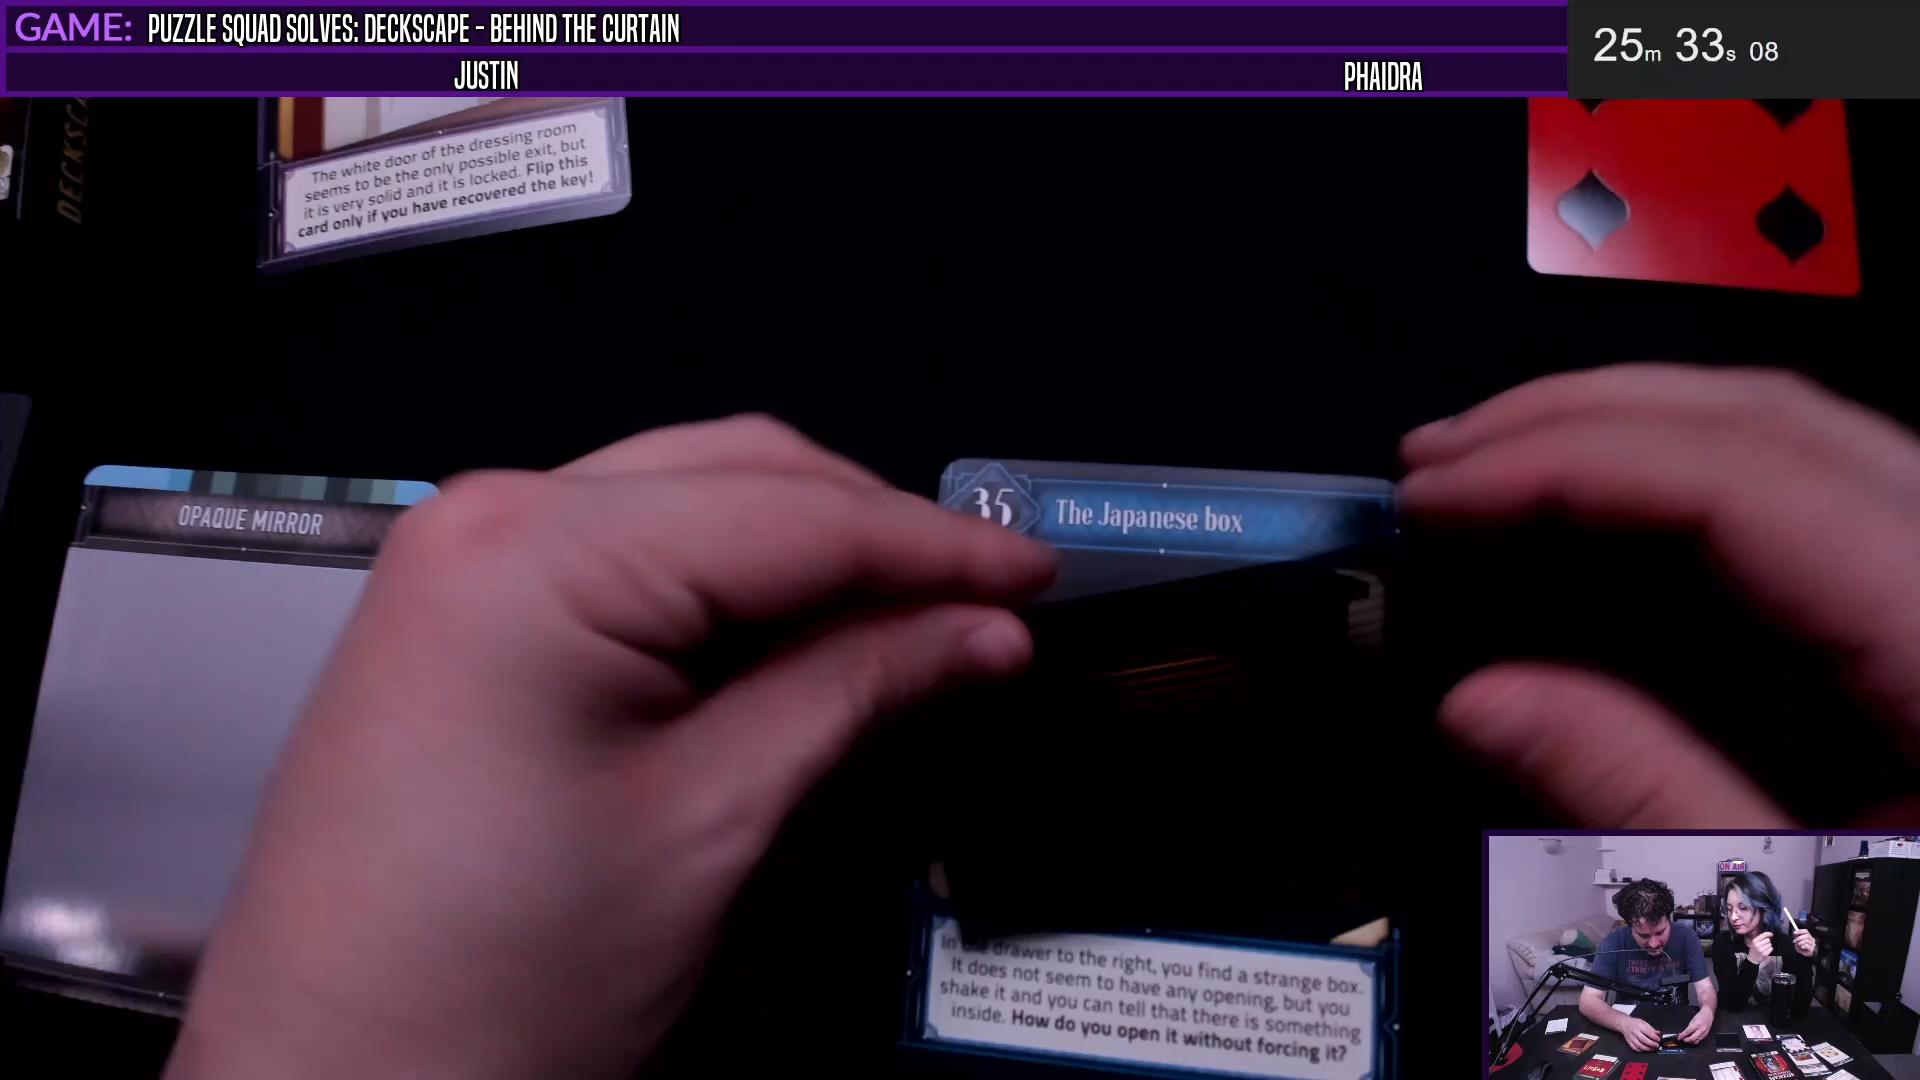 GAME: PUZZLE SQUAD SOLVES: DECKSCAPE - BEHIND THE CURTAIN
25m 33s 08
JUSTIN
PHAIDRA
The white door of the dressing room
seems to be the only possible exit, but
it is very solid and it is locked. Flip this
card only if you have recovered the key!
OPAQUE MIRROR
35 The Japanese box
In drawer to the right, you find a strange box.
It does not seem to have any opening, but you
shake it and you can tell that there is something
inside. How do you open it without forcing it?
ON AIR